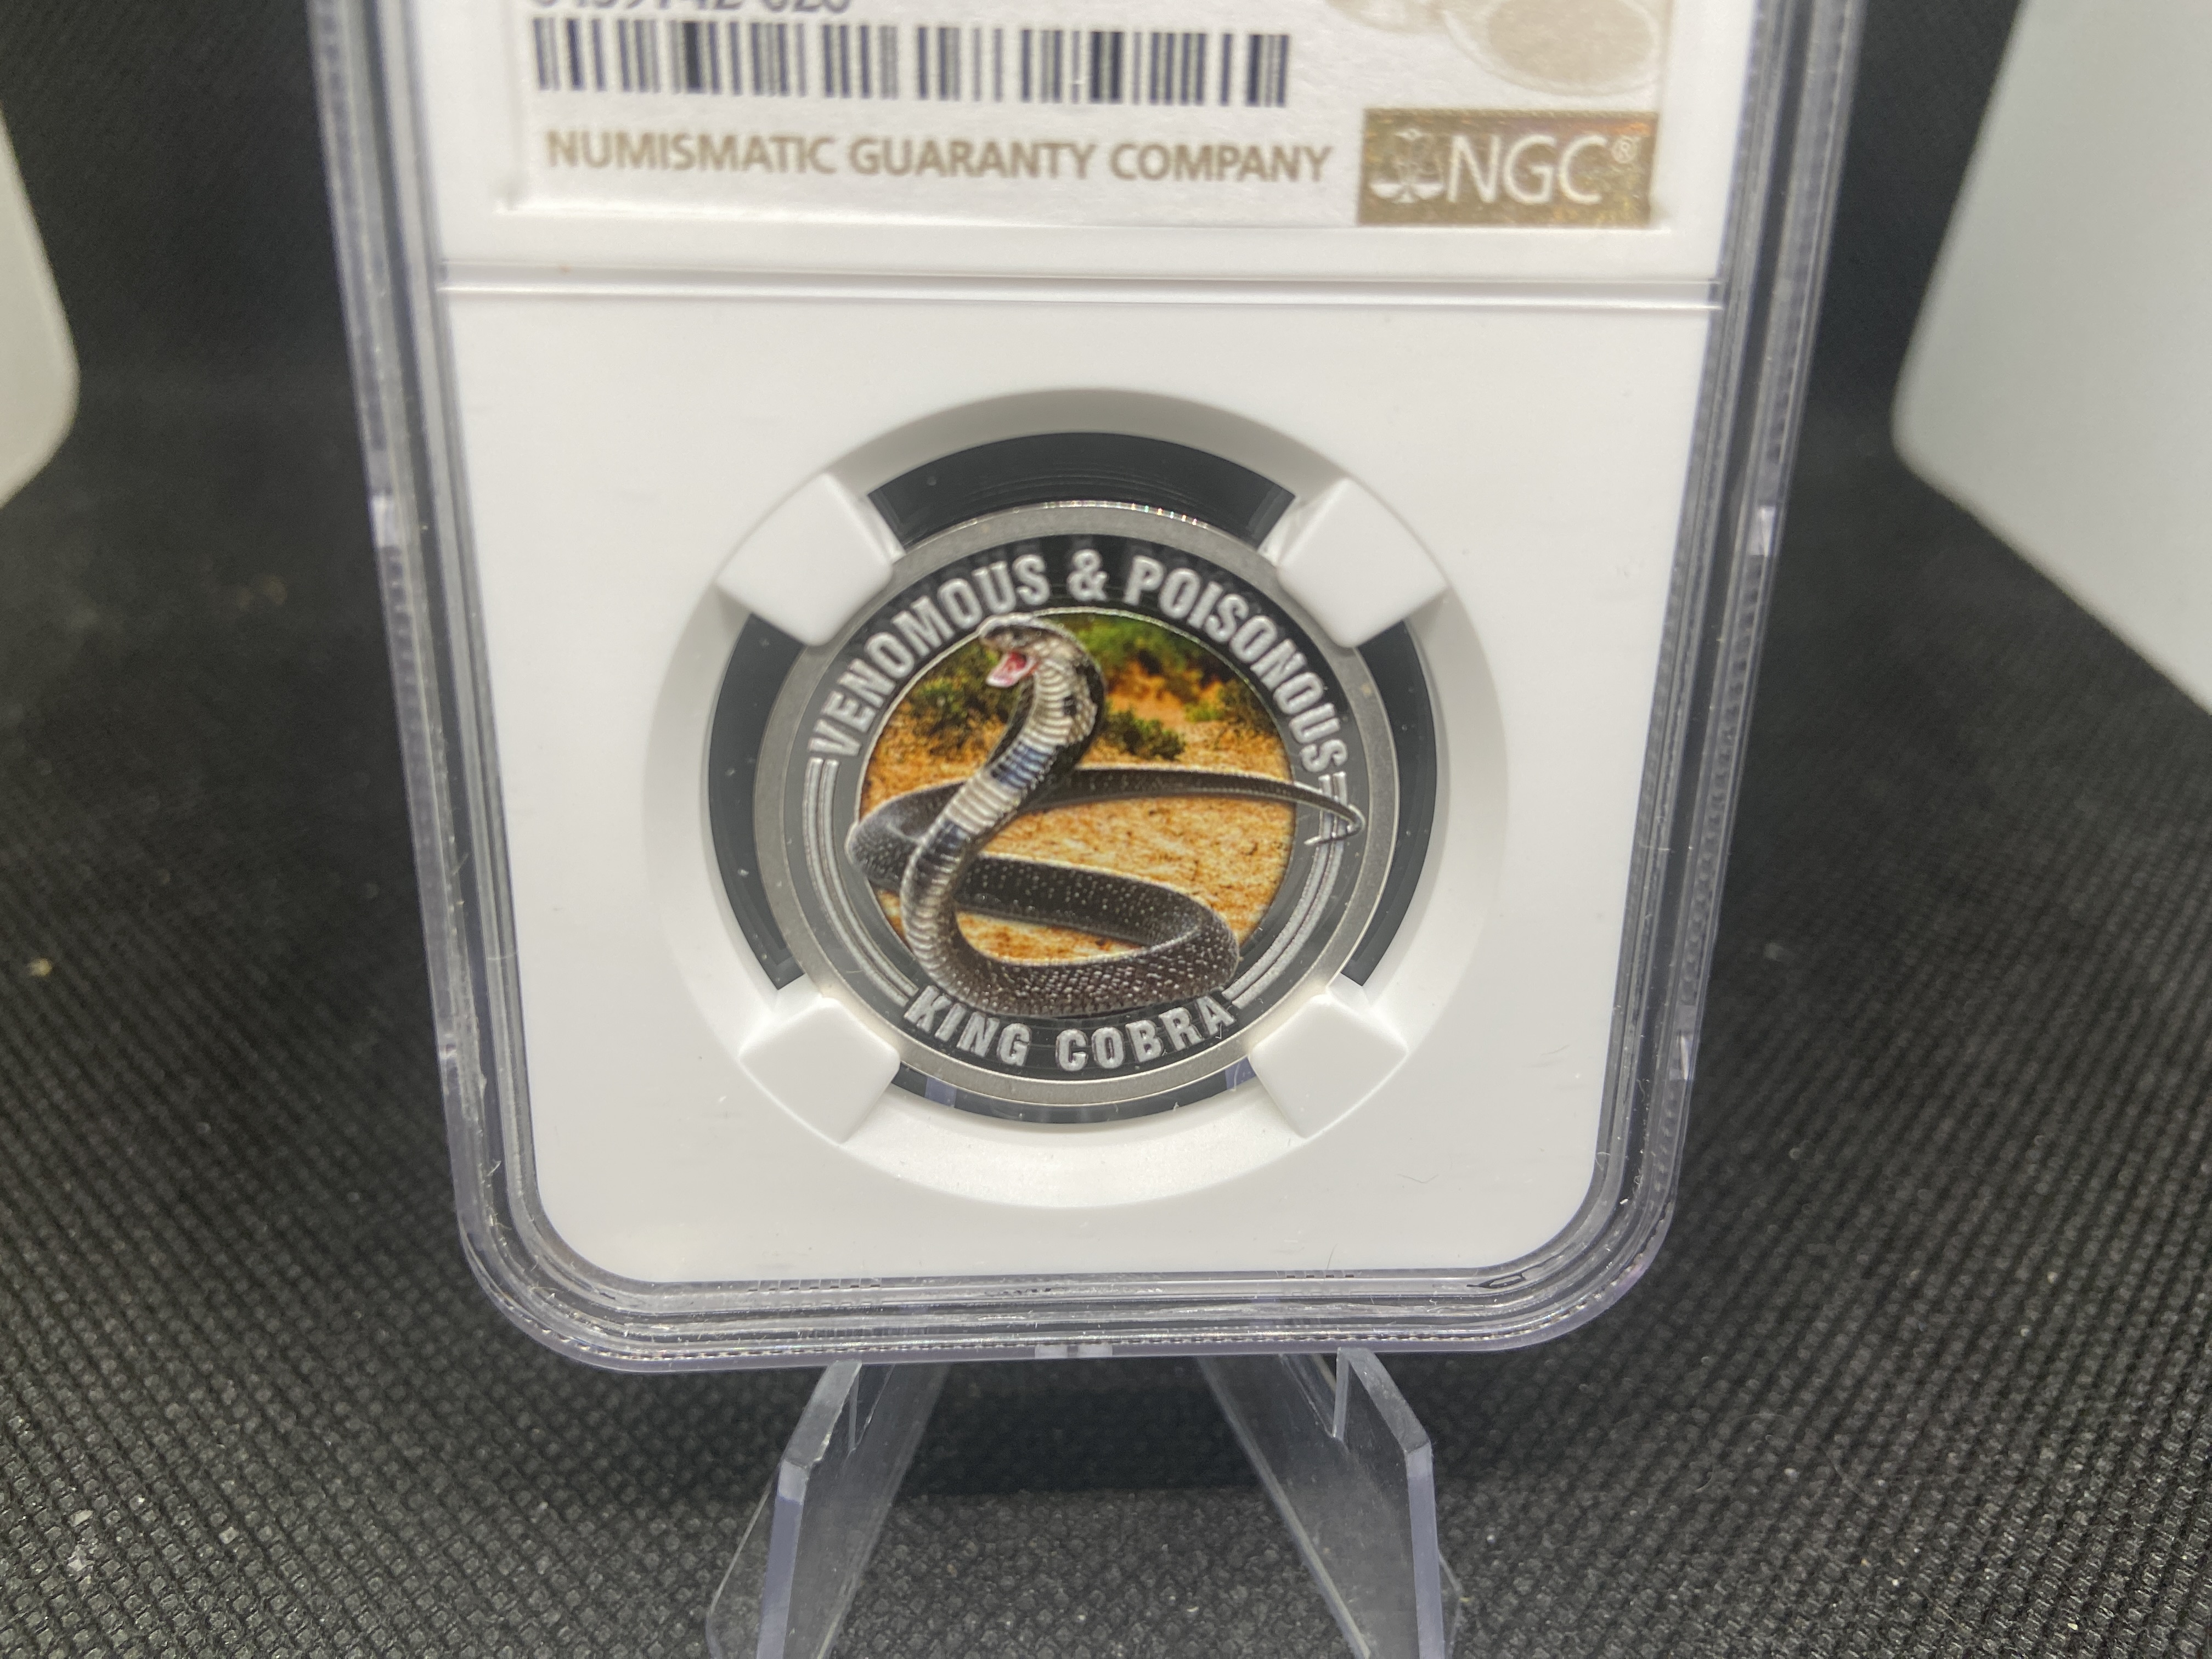 NUMISMATIC GUARANTY COMPANY
NGC®
VENOMOUS & POISONOUS
KING COBRA